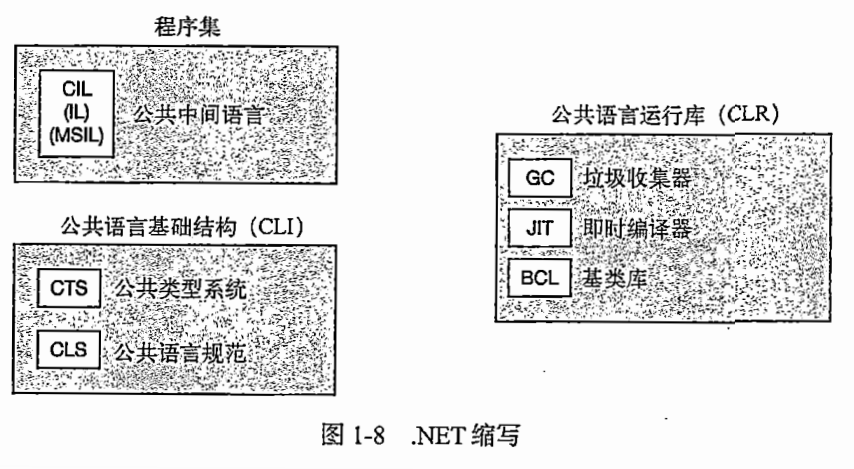 程序集
CIL
(IL)
(MSIL)
公共中间语言
公共语言基础结构（CLI）
CTS 公共类型系统
CLS 公共语言规范
公共语言运行库（CLR）
GC 垃圾收集器
JIT 即时编译器
BCL 基类库
图 1-8 .NET 缩写